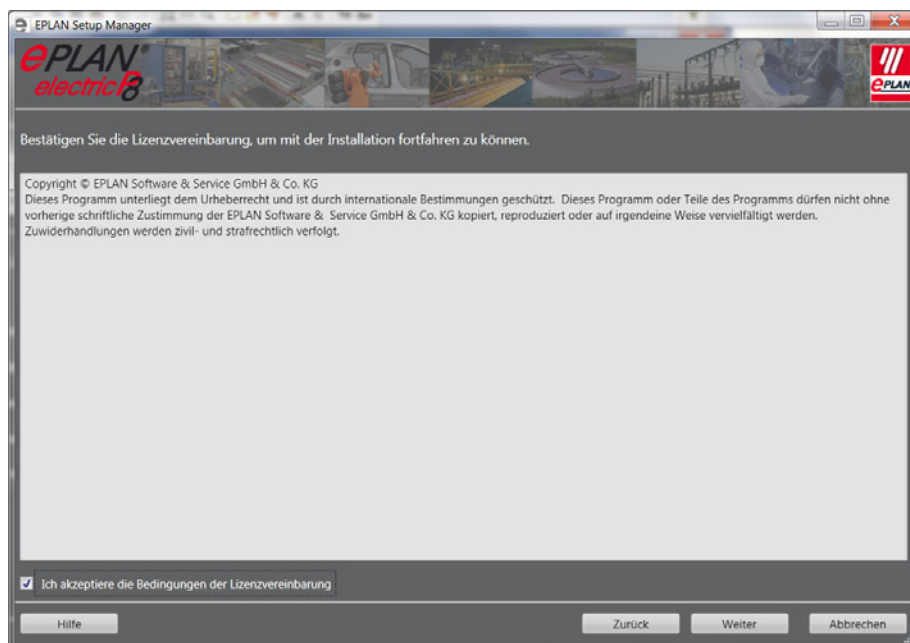 EPLAN Setup Manager
ePLAN®
electric P8
ePLAN
Bestätigen Sie die Lizenzvereinbarung, um mit der Installation fortfahren zu können.
Copyright © EPLAN Software & Service GmbH & Co. KG
Dieses Programm unterliegt dem Urheberrecht und ist durch internationale Bestimmungen geschützt.  Dieses Programm oder Teile des Programms dürfen nicht ohne
vorherige schriftliche Zustimmung der EPLAN Software &  Service GmbH & Co. KG kopiert, reproduziert oder auf irgendeine Weise vervielfältigt werden.
Zuwiderhandlungen werden zivil- und strafrechtlich verfolgt.
Ich akzeptiere die Bedingungen der Lizenzvereinbarung
Hilfe
Zurück
Weiter
Abbrechen